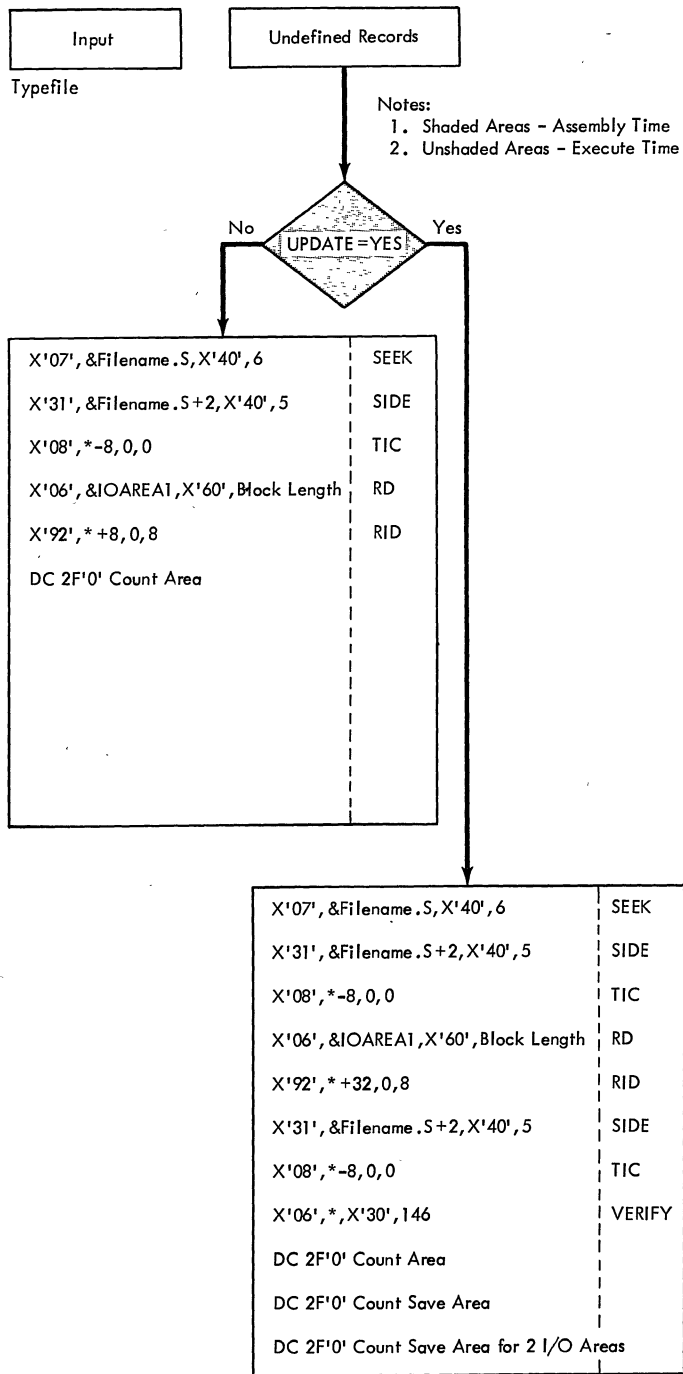 Input
Undefined Records
Typefile
Notes:
1. Shaded Areas - Assembly Time
2. Unshaded Areas - Execute Time
No
UPDATE=YES
Yes
X'07', &Filename.S,X'40',6 SEEK
X'31', &Filename.S+2,X'40',5 SIDE
X'08',*-8,0,0 TIC
X'06', &IOAREA1,X'60',Block Length RD
X'92',*+8,0,8 RID
DC 2F'0' Count Area
X'07', &Filename.S,X'40',6 SEEK
X'31', &Filename.S+2,X'40',5 SIDE
X'08',*-8,0,0 TIC
X'06', &IOAREA1,X'60',Block Length RD
X'92',*+32,0,8 RID
X'31', &Filename.S+2,X'40',5 SIDE
X'08',*-8,0,0 TIC
X'06',*,X'30',146 VERIFY
DC 2F'0' Count Area
DC 2F'0' Count Save Area
DC 2F'0' Count Save Area for 2 I/O Areas